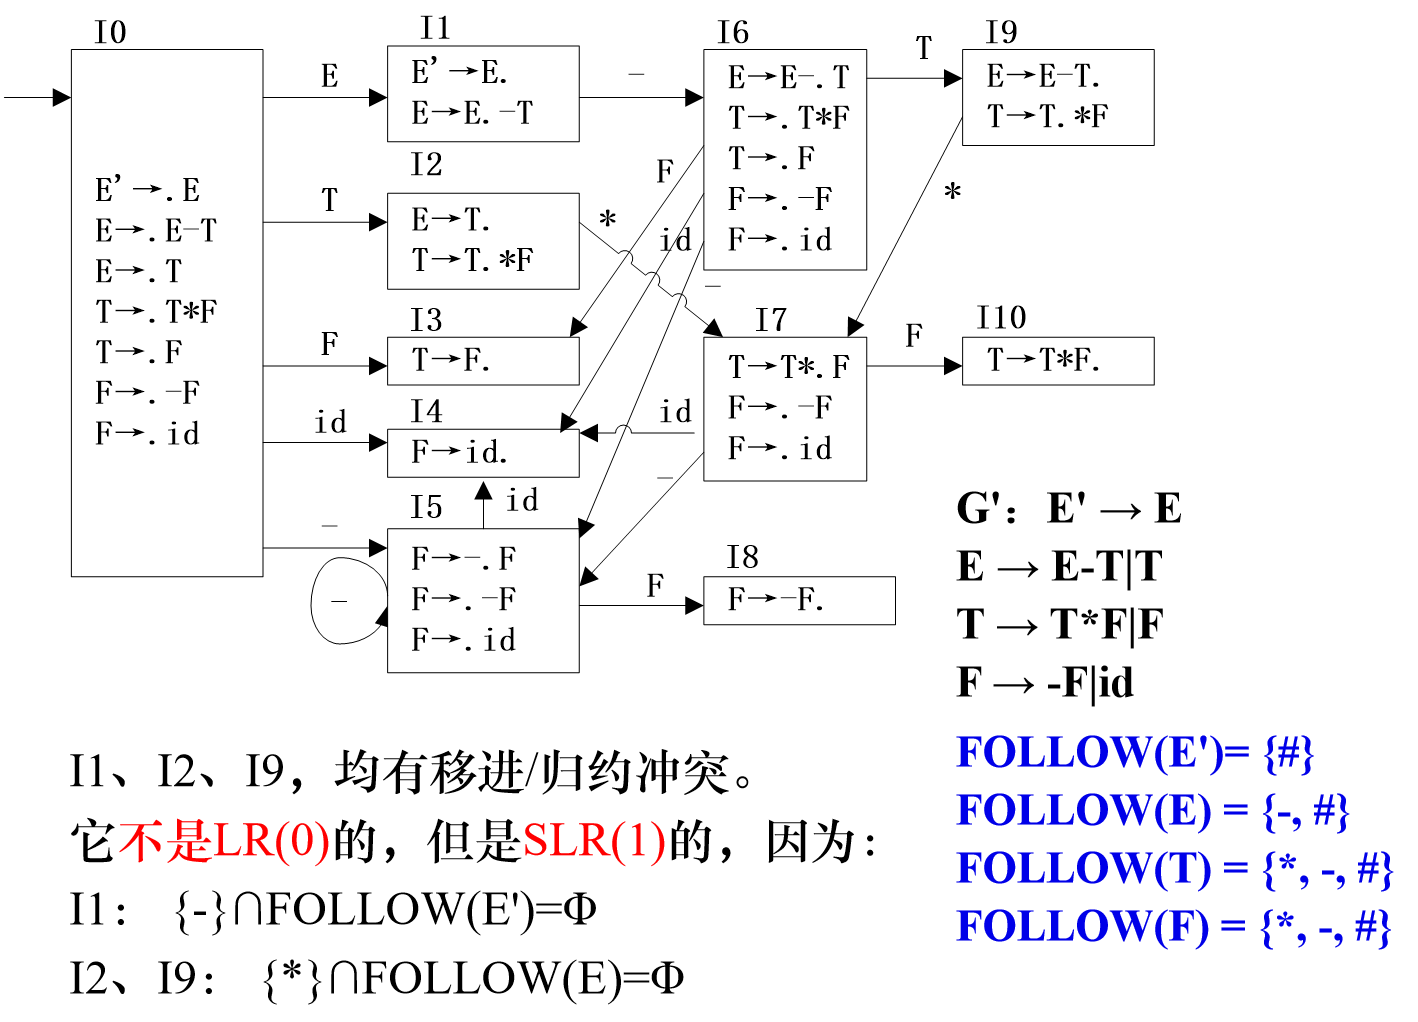 I0
E'→.E
E→.E-T
E→.T
T→.T*F
T→.F
F→.-F
F→.id
E
T
F
id
-
I1
E'→E.
E→E.-T
-
I2
E→T.
T→T.*F
*
I3
T→F.
I4
F→id.
id
I5
F→-.F
F→.-F
F→.id
-
F
I6
E→E-.T
T→.T*F
T→.F
F→.-F
F→.id
T
F
id
-
I7
T→T*.F
F→.-F
F→.id
F
id
-
I8
F→-F.
I9
E→E-T.
T→T.*F
*
I10
T→T*F.
G'：E' → E
E → E-T|T
T → T*F|F
F → -F|id
FOLLOW(E')= {#}
FOLLOW(E) = {-, #}
FOLLOW(T) = {*, -, #}
FOLLOW(F) = {*, -, #}
I1、I2、I9，均有移进/归约冲突。
它不是LR(0)的，但是SLR(1)的，因为：
I1： {-}∩FOLLOW(E')=Φ
I2、I9： {*}∩FOLLOW(E)=Φ